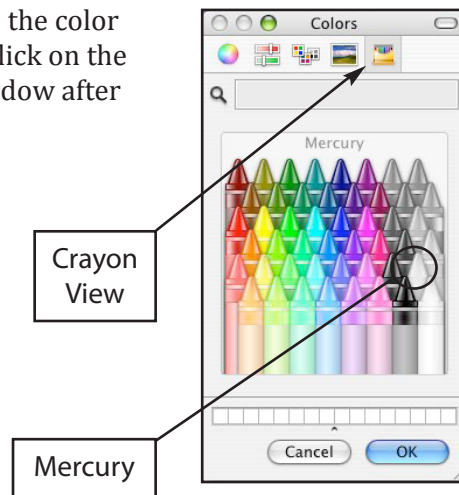 the color
lick on the
dow after
Colors
Mercury
Crayon
View
Mercury
Cancel
OK